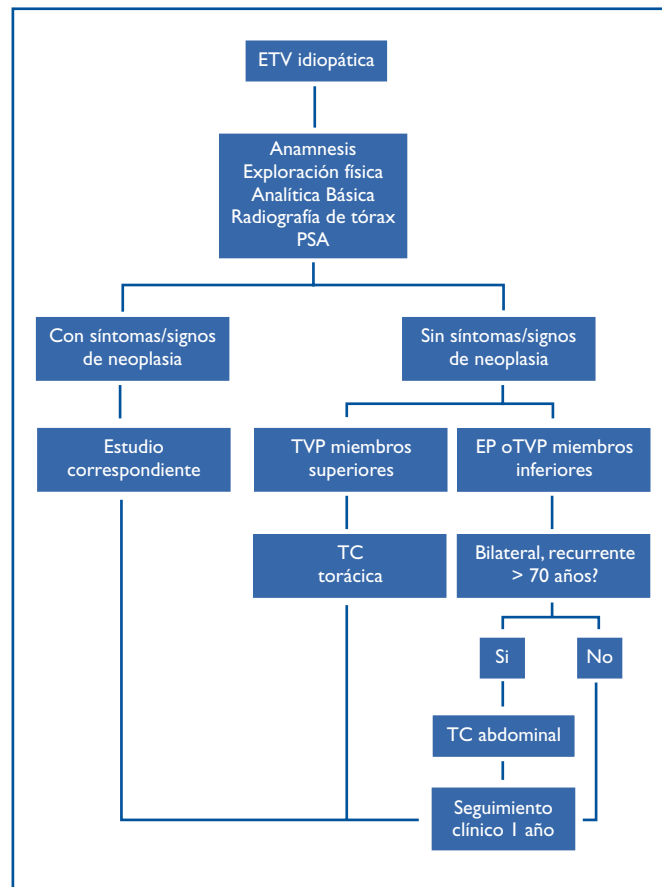 ETV idiopática
Anamnesis
Exploración física
Analítica Básica
Radiografía de tórax
PSA
Con síntomas/signos
de neoplasia
Sin síntomas/signos
de neoplasia
Estudio
correspondiente
TVP miembros
superiores
EP oTVP miembros
inferiores
TC
torácica
Bilateral, recurrente
> 70 años?
Si
No
TC abdominal
Seguimiento
clínico 1 año